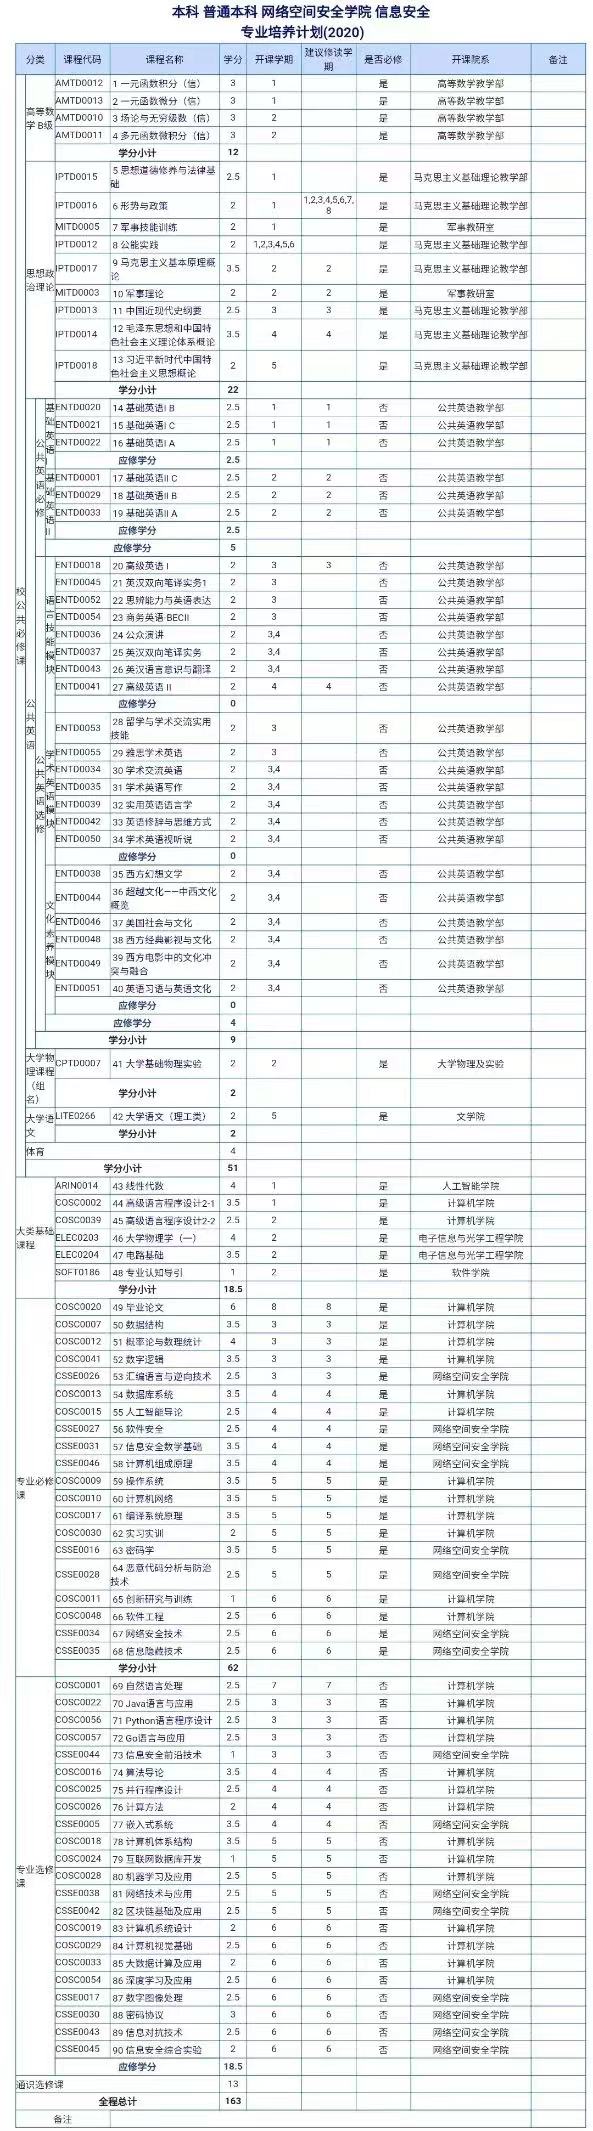 本科 普通本科 网络空间安全学院 信息安全
专业培养计划(2020)
分类 课程代码 课程名称 学分 开课学期 建议修读学期 是否必修 开课院系 备注
校公共必修课
高等数学B级
AMTD0012 1 一元函数积分（信） 3 1 是 高等数学教学部
AMTD0013 2 一元函数微分（信） 3 1 是 高等数学教学部
AMTD0010 3 场论与无穷级数（信） 3 2 是 高等数学教学部
AMTD0011 4 多元函数微积分（信） 3 2 是 高等数学教学部
学分小计 12
思想政治理论
IPTD0015 5 思想道德修养与法律基础 2.5 1 是 马克思主义基础理论教学部
IPTD0016 6 形势与政策 2 1 1,2,3,4,5,6,7,8 是 马克思主义基础理论教学部
MITD0005 7 军事技能训练 2 1 是 军事教研室
IPTD0012 8 公能实践 2 1,2,3,4,5,6 是 马克思主义基础理论教学部
IPTD0017 9 马克思主义基本原理概论 3.5 2 2 是 马克思主义基础理论教学部
MITD0003 10 军事理论 2 2 2 是 军事教研室
IPTD0013 11 中国近现代史纲要 2.5 3 3 是 马克思主义基础理论教学部
IPTD0014 12 毛泽东思想和中国特色社会主义理论体系概论 3.5 4 4 是 马克思主义基础理论教学部
IPTD0018 13 习近平新时代中国特色社会主义思想概论 2 5 是 马克思主义基础理论教学部
学分小计 22
公共英语
公共英语必修
基础英语I
ENTD0020 14 基础英语I B 2.5 1 1 否 公共英语教学部
ENTD0021 15 基础英语I C 2.5 1 1 否 公共英语教学部
ENTD0022 16 基础英语I A 2.5 1 1 否 公共英语教学部
应修学分 2.5
基础英语II
ENTD0001 17 基础英语II C 2.5 2 2 否 公共英语教学部
ENTD0029 18 基础英语II B 2.5 2 2 否 公共英语教学部
ENTD0033 19 基础英语II A 2.5 2 2 否 公共英语教学部
应修学分 2.5
应修学分 5
公共英语选修
语言技能模块
ENTD0018 20 高级英语 I 2 3 3 否 公共英语教学部
ENTD0045 21 英汉双向笔译实务1 2 3 否 公共英语教学部
ENTD0052 22 思辨能力与英语表达 2 3 否 公共英语教学部
ENTD0054 23 商务英语·BECII 2 3 否 公共英语教学部
ENTD0036 24 公众演讲 2 3,4 否 公共英语教学部
ENTD0037 25 英汉双向笔译实务 2 3,4 否 公共英语教学部
ENTD0043 26 英汉语言意识与翻译 2 3,4 否 公共英语教学部
ENTD0041 27 高级英语 II 2 4 4 否 公共英语教学部
应修学分 0
学术英语模块
ENTD0053 28 留学与学术交流实用技能 2 3 否 公共英语教学部
ENTD0055 29 雅思学术英语 2 3 否 公共英语教学部
ENTD0034 30 学术交流英语 2 3,4 否 公共英语教学部
ENTD0035 31 学术英语写作 2 3,4 否 公共英语教学部
ENTD0039 32 实用英语语言学 2 3,4 否 公共英语教学部
ENTD0042 33 英语修辞与思维方式 2 3,4 否 公共英语教学部
ENTD0050 34 学术英语视听说 2 3,4 否 公共英语教学部
应修学分 0
文化素养模块
ENTD0038 35 西方幻想文学 2 3,4 否 公共英语教学部
ENTD0044 36 超越文化——中西文化概览 2 3,4 否 公共英语教学部
ENTD0046 37 美国社会与文化 2 3,4 否 公共英语教学部
ENTD0048 38 西方经典影视与文化 2 3,4 否 公共英语教学部
ENTD0049 39 西方电影中的文化冲突与融合 2 3,4 否 公共英语教学部
ENTD0051 40 英语习语与英语文化 2 3,4 否 公共英语教学部
应修学分 0
应修学分 4
学分小计 9
大学物理课程（组名）
CPTD0007 41 大学基础物理实验 2 2 是 大学物理及实验
学分小计 2
大学语文
LITE0266 42 大学语文（理工类） 2 5 是 文学院
学分小计 2
体育 4
学分小计 51
大类基础课程
ARIN0014 43 线性代数 4 1 是 人工智能学院
COSC0002 44 高级语言程序设计2-1 3.5 1 是 计算机学院
COSC0039 45 高级语言程序设计2-2 2.5 2 是 计算机学院
ELEC0203 46 大学物理学（一） 4 2 是 电子信息与光学工程学院
ELEC0204 47 电路基础 3.5 2 是 电子信息与光学工程学院
SOFT0186 48 专业认知导引 1 2 是 软件学院
学分小计 18.5
专业必修课
COSC0020 49 毕业论文 6 8 8 是 计算机学院
COSC0007 50 数据结构 3.5 3 3 是 计算机学院
COSC0012 51 概率论与数理统计 4 3 3 是 计算机学院
COSC0041 52 数字逻辑 3.5 3 3 是 计算机学院
CSSE0026 53 汇编语言与逆向技术 2.5 3 3 是 网络空间安全学院
COSC0013 54 数据库系统 3.5 4 4 是 计算机学院
COSC0015 55 人工智能导论 2.5 4 4 是 计算机学院
CSSE0027 56 软件安全 2.5 4 4 是 网络空间安全学院
CSSE0031 57 信息安全数学基础 3.5 4 4 是 网络空间安全学院
CSSE0046 58 计算机组成原理 3.5 4 4 是 网络空间安全学院
COSC0009 59 操作系统 3.5 5 5 是 计算机学院
COSC0010 60 计算机网络 3.5 5 5 是 计算机学院
COSC0017 61 编译系统原理 3.5 5 5 是 计算机学院
COSC0030 62 实习实训 2 5 5 是 计算机学院
CSSE0016 63 密码学 3.5 5 5 是 网络空间安全学院
CSSE0028 64 恶意代码分析与防治技术 2.5 5 5 是 网络空间安全学院
COSC0011 65 创新研究与训练 1 6 6 是 计算机学院
COSC0048 66 软件工程 2.5 6 6 是 计算机学院
CSSE0034 67 网络安全技术 2.5 6 6 是 网络空间安全学院
CSSE0035 68 信息隐藏技术 2.5 6 6 是 网络空间安全学院
学分小计 62
专业选修课
COSC0001 69 自然语言处理 2.5 7 7 否 计算机学院
COSC0022 70 Java语言与应用 2.5 3 3 否 计算机学院
COSC0056 71 Python语言程序设计 2.5 3 3 否 计算机学院
COSC0057 72 Go语言与应用 2.5 3 3 否 计算机学院
CSSE0044 73 信息安全前沿技术 1 3 3 否 网络空间安全学院
COSC0016 74 算法导论 3.5 4 4 否 计算机学院
COSC0025 75 并行程序设计 2.5 4 4 否 计算机学院
COSC0026 76 计算方法 2 4 4 否 计算机学院
CSSE0005 77 嵌入式系统 3.5 4 4 否 网络空间安全学院
COSC0018 78 计算机体系结构 3.5 5 5 否 计算机学院
COSC0024 79 互联网数据库开发 1 5 5 否 计算机学院
COSC0028 80 机器学习及应用 2.5 5 5 否 计算机学院
CSSE0038 81 网络技术与应用 2.5 5 5 否 网络空间安全学院
CSSE0042 82 区块链基础及应用 2.5 5 5 否 网络空间安全学院
COSC0019 83 计算机系统设计 2 6 6 否 计算机学院
COSC0029 84 计算机视觉基础 2.5 6 6 否 计算机学院
COSC0033 85 大数据计算及应用 2 6 6 否 计算机学院
COSC0054 86 深度学习及应用 2.5 6 6 否 计算机学院
CSSE0017 87 数字图像处理 2.5 6 6 否 网络空间安全学院
CSSE0030 88 密码协议 3 6 6 否 网络空间安全学院
CSSE0043 89 信息对抗技术 2.5 6 6 否 网络空间安全学院
CSSE0045 90 信息安全综合实验 2 6 6 否 网络空间安全学院
应修学分 18.5
通识选修课 13
全程总计 163
备注